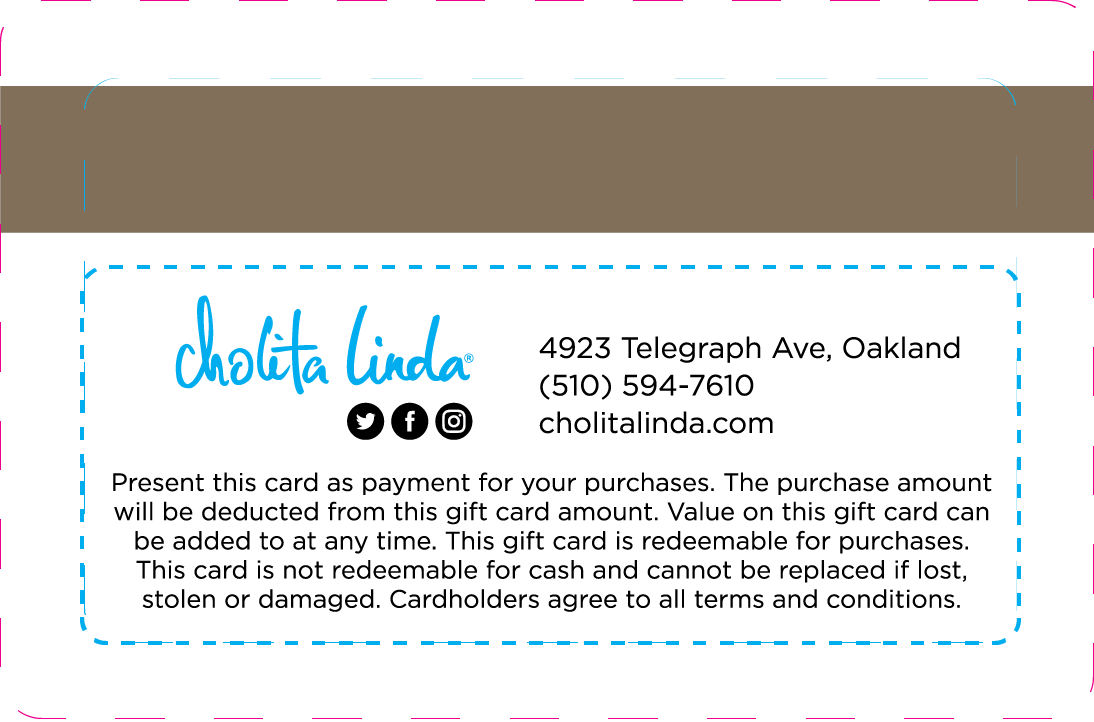 cholita linda®
4923 Telegraph Ave, Oakland
(510) 594-7610
cholitalinda.com
Present this card as payment for your purchases. The purchase amount
will be deducted from this gift card amount. Value on this gift card can
be added to at any time. This gift card is redeemable for purchases.
This card is not redeemable for cash and cannot be replaced if lost,
stolen or damaged. Cardholders agree to all terms and conditions.